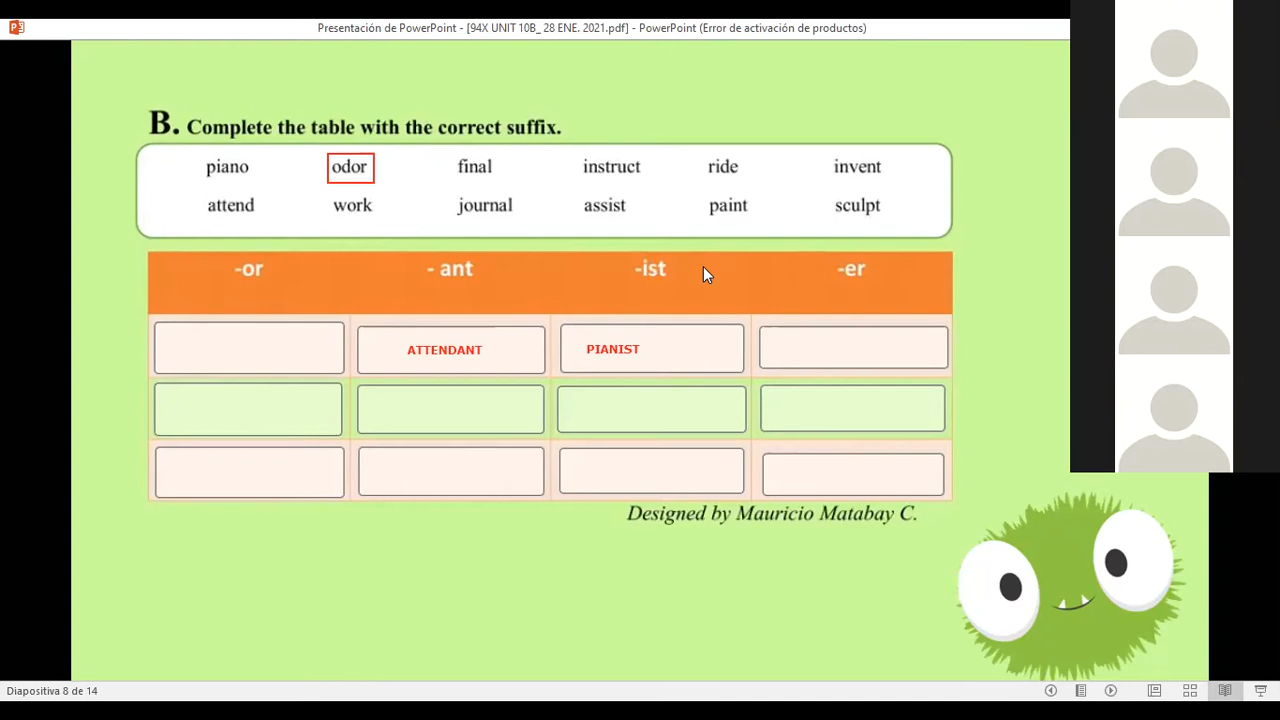 Presentación de PowerPoint - [94X UNIT 10B_ 28 ENE. 2021.pdf] - PowerPoint (Error de activación de productos)
B. Complete the table with the correct suffix.
piano odor final instruct ride invent
attend work journal assist paint sculpt
-or - ant -ist -er
ATTENDANT PIANIST
Designed by Mauricio Matabay C.
Diapositiva 8 de 14